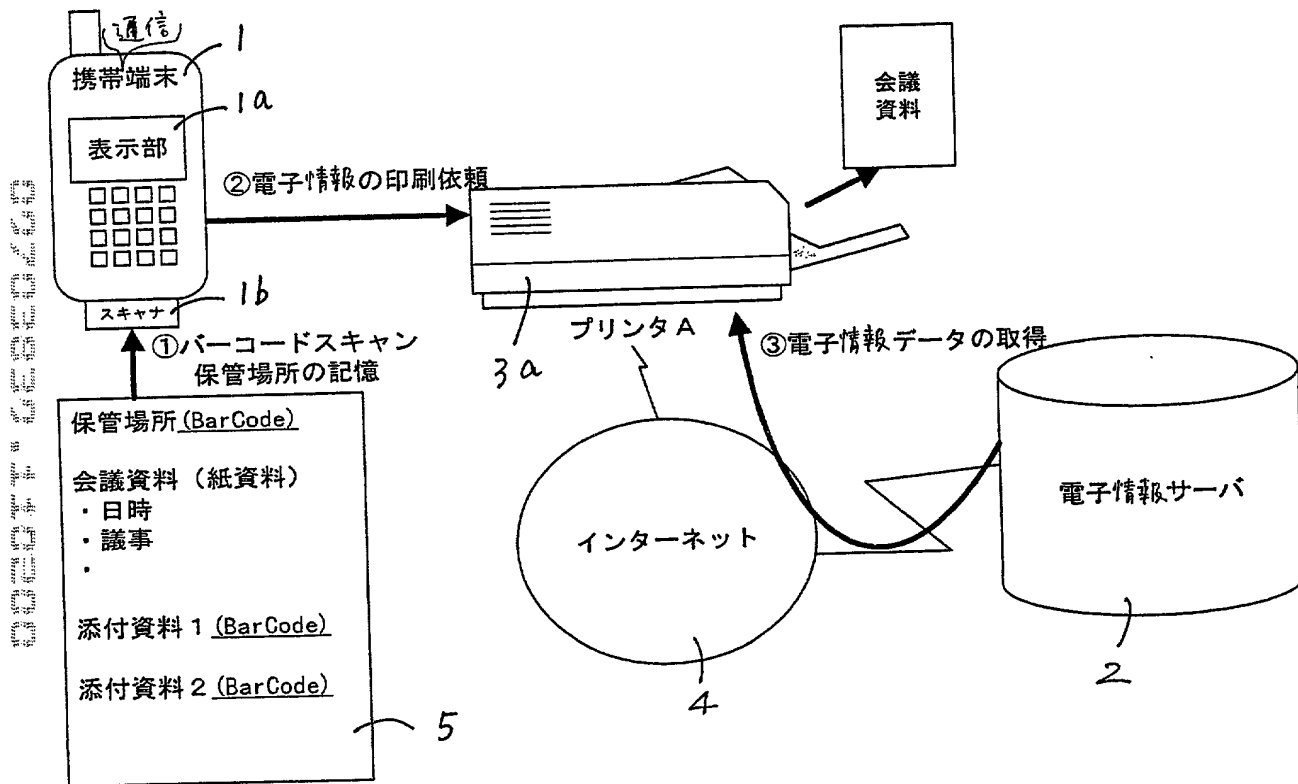 通信
携帯端末
1
1a
表示部
②電子情報の印刷依頼
会議
資料
スキャナ
1b
①バーコードスキャン
保管場所の記憶
プリンタA
3a
③電子情報データの取得
保管場所(BarCode)
会議資料(紙資料)
・日時
・議事
・
添付資料1(BarCode)
添付資料2(BarCode)
5
インターネット
4
電子情報サーバ
2